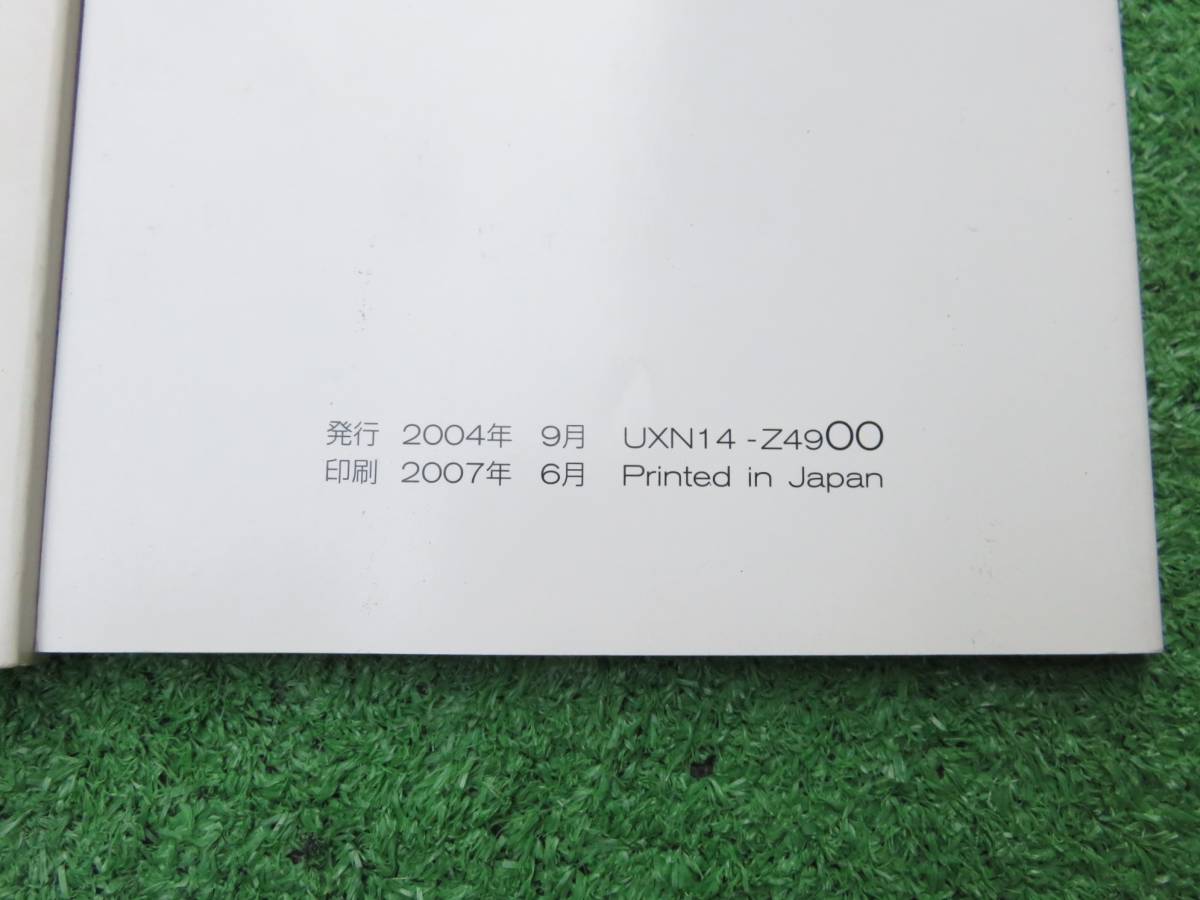 発行 2004年 9月 UXN14-Z4900
印刷 2007年 6月 Printed in Japan